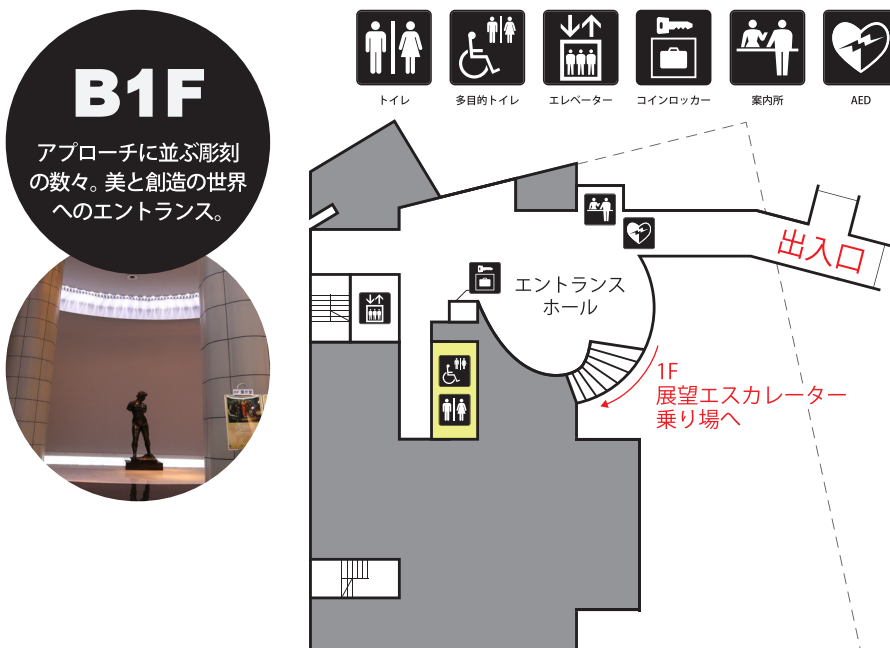 B1F
アプローチに並ぶ彫刻
の数々。美と創造の世界
へのエントランス。
トイレ
多目的トイレ
エレベーター
コインロッカー
案内所
AED
出入口
エントランス
ホール
1F
展望エスカレーター
乗り場へ